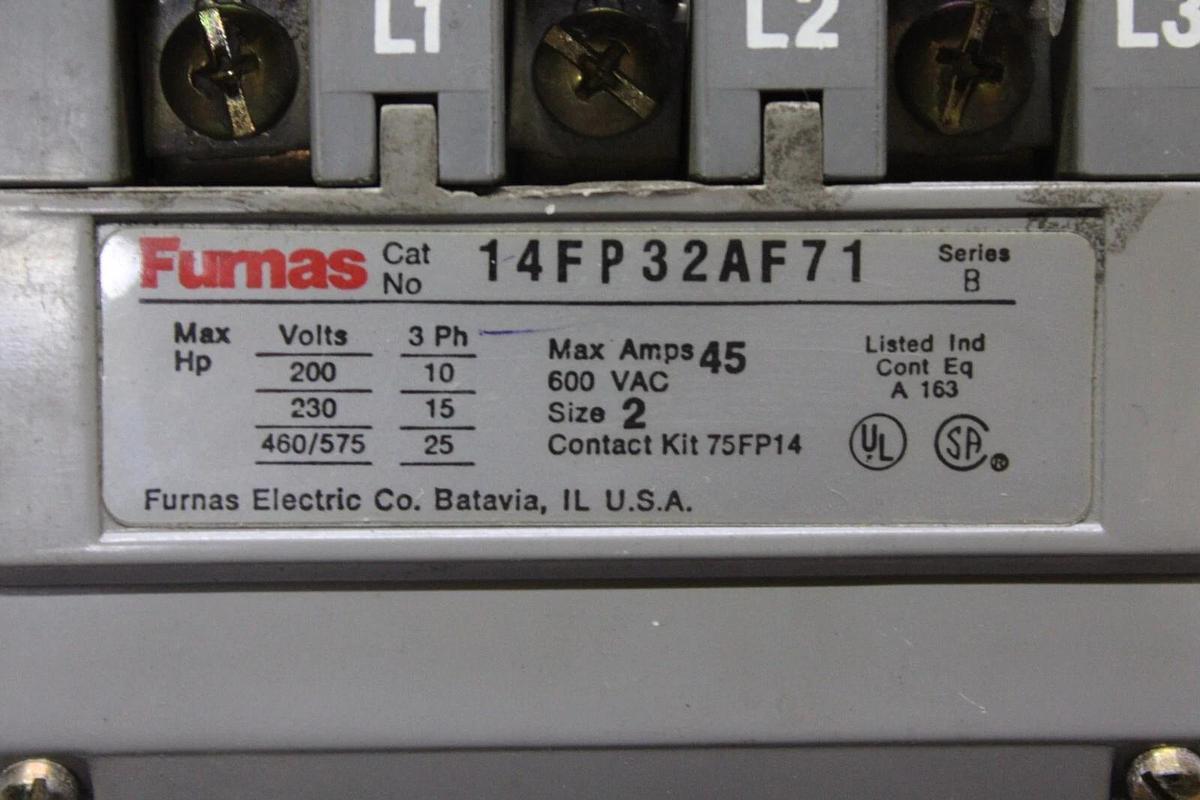 L1 L2 L3
Furnas Cat No 14FP32AF71 Series B
Max Hp Volts 3 Ph
200 10
230 15
460/575 25
Max Amps 45
600 VAC
Size 2
Contact Kit 75FP14
Listed Ind
Cont Eq
A 163
UL SA ®
Furnas Electric Co. Batavia, IL U.S.A.